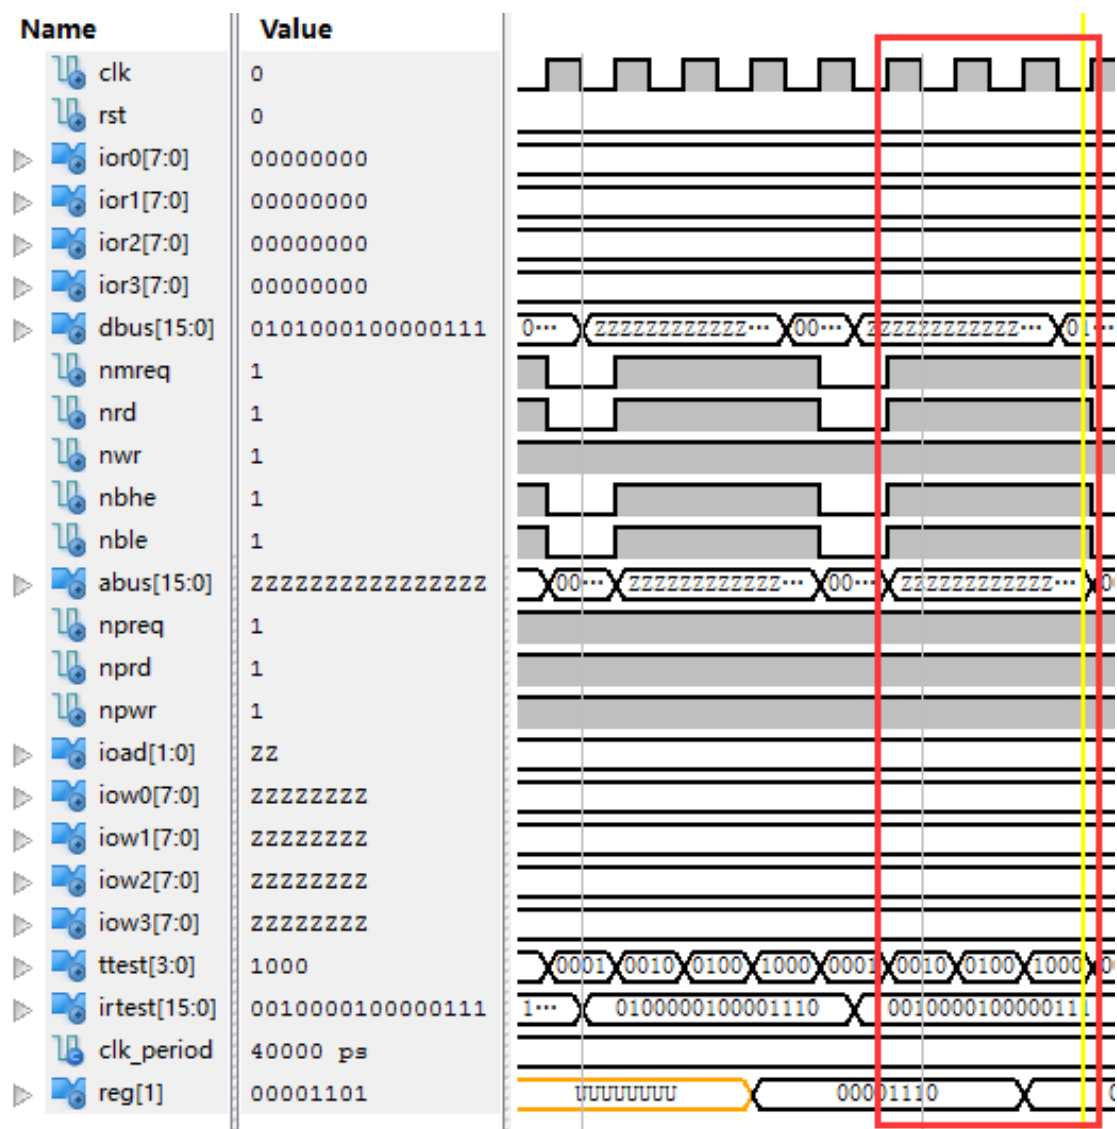 Name Value
clk 0
rst 0
ior0[7:0] 00000000
ior1[7:0] 00000000
ior2[7:0] 00000000
ior3[7:0] 00000000
dbus[15:0] 0101000100000111 0··· ZZZZZZZZZZZZ··· 00··· ZZZZZZZZZZZZ··· 01···
nmreq 1
nrd 1
nwr 1
nbhe 1
nble 1
abus[15:0] ZZZZZZZZZZZZZZZZ 00··· ZZZZZZZZZZZZ··· 00··· ZZZZZZZZZZZZ···
npreq 1
nprd 1
npwr 1
ioad[1:0] ZZ
iow0[7:0] ZZZZZZZZ
iow1[7:0] ZZZZZZZZ
iow2[7:0] ZZZZZZZZ
iow3[7:0] ZZZZZZZZ
ttest[3:0] 1000 0001 0010 0100 1000 0001 0010 0100 1000
irtest[15:0] 0010000100000111 1··· 0100000100001110 0010000100000111
clk_period 40000 ps
reg[1] 00001101 UUUUUUUU 00001110